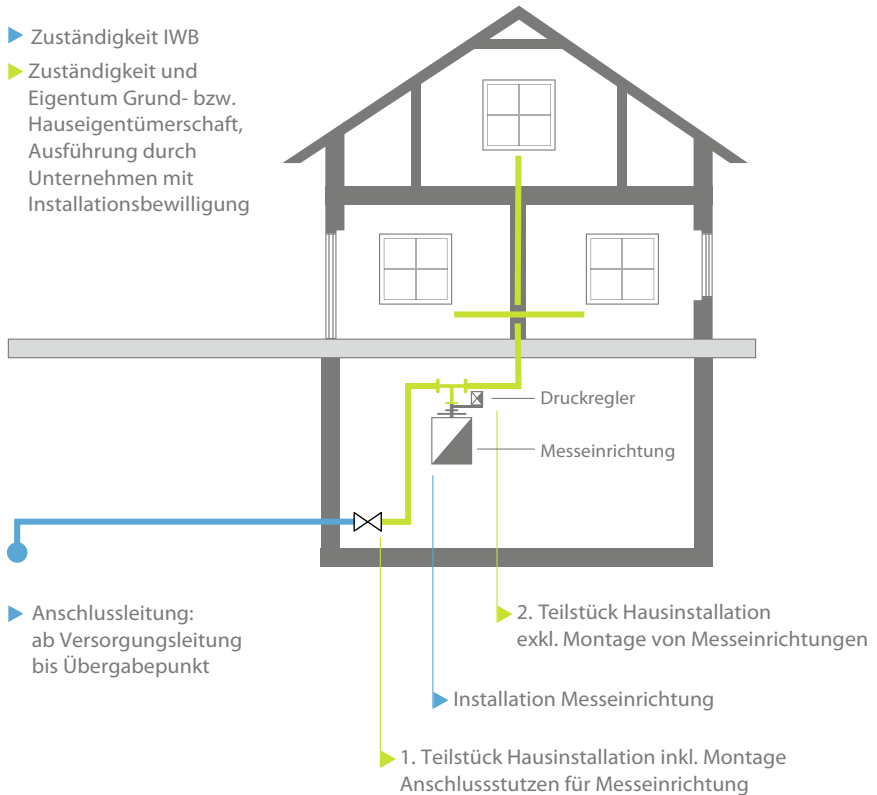 Zuständigkeit IWB
Zuständigkeit und
Eigentum Grund- bzw.
Hauseigentümerschaft,
Ausführung durch
Unternehmen mit
Installationsbewilligung
Druckregler
Messeinrichtung
Anschlussleitung:
ab Versorgungsleitung
bis Übergabepunkt
2. Teilstück Hausinstallation
exkl. Montage von Messeinrichtungen
Installation Messeinrichtung
1. Teilstück Hausinstallation inkl. Montage
Anschlussstutzen für Messeinrichtung